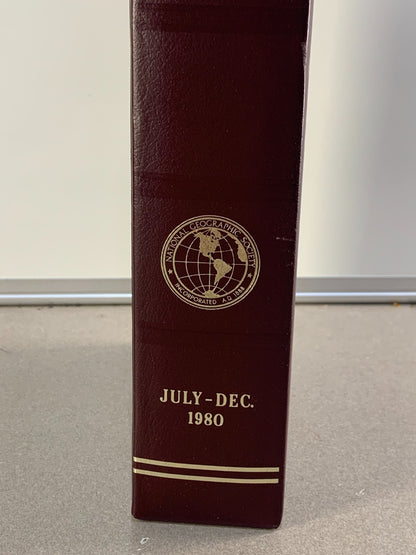 NATIONAL GEOGRAPHIC SOCIETY
INCORPORATED A.D. 1888
JULY-DEC.
1980